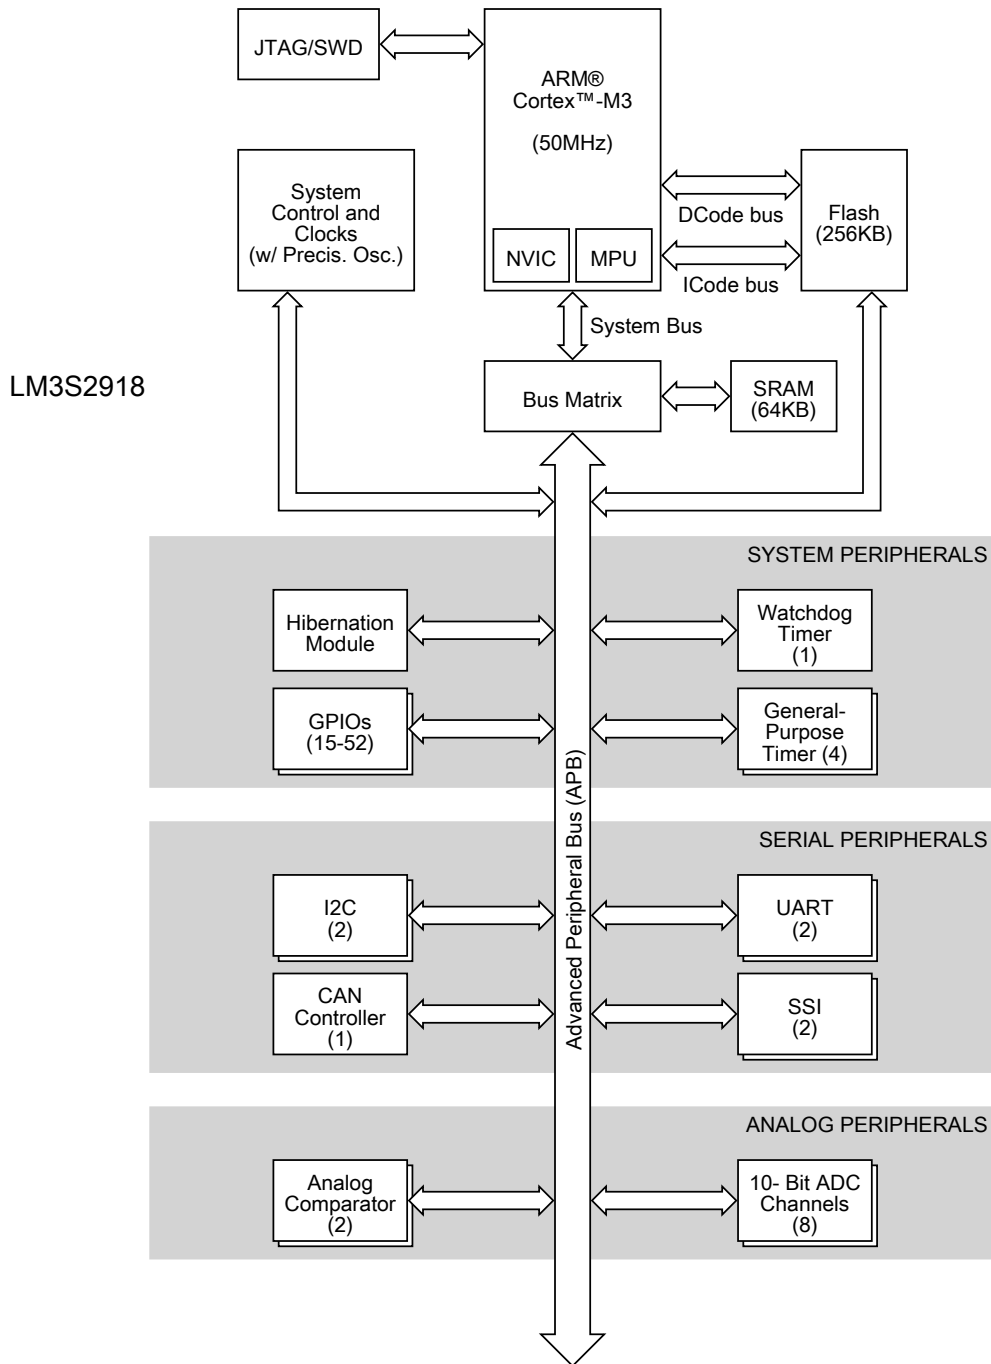 JTAG/SWD
ARM®
Cortex™-M3
(50MHz)
System
Control and
Clocks
(w/ Precis. Osc.)
NVIC
MPU
DCode bus
ICode bus
Flash
(256KB)
System Bus
LM3S2918
Bus Matrix
SRAM
(64KB)
SYSTEM PERIPHERALS
Hibernation
Module
Watchdog
Timer
(1)
GPIOs
(15-52)
General-
Purpose
Timer (4)
Advanced Peripheral Bus (APB)
SERIAL PERIPHERALS
I2C
(2)
UART
(2)
CAN
Controller
(1)
SSI
(2)
ANALOG PERIPHERALS
Analog
Comparator
(2)
10- Bit ADC
Channels
(8)